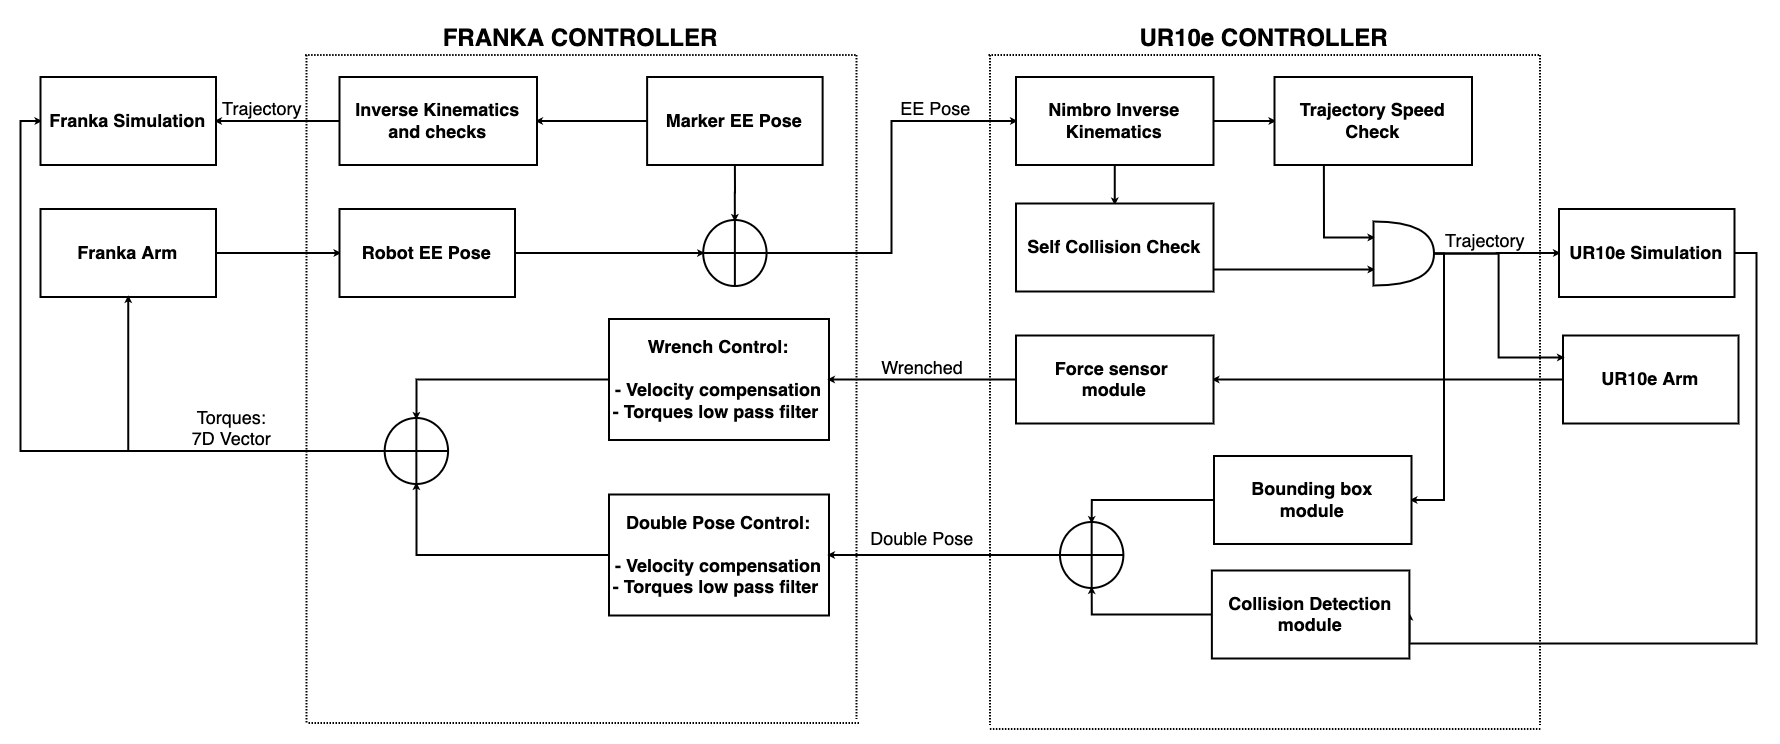 FRANKA CONTROLLER
UR10e CONTROLLER
Franka Simulation
Trajectory
Inverse Kinematics
and checks
Marker EE Pose
EE Pose
Nimbro Inverse
Kinematics
Trajectory Speed
Check
Franka Arm
Robot EE Pose
Self Collision Check
Trajectory
UR10e Simulation
Wrench Control:
- Velocity compensation
- Torques low pass filter
Wrenched
Force sensor
module
UR10e Arm
Torques:
7D Vector
Bounding box
module
Double Pose Control:
- Velocity compensation
- Torques low pass filter
Double Pose
Collision Detection
module